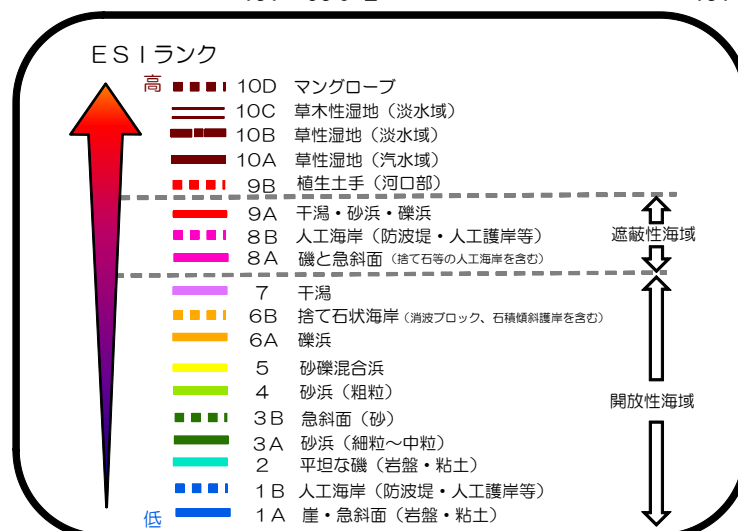 ＥＳＩランク
高 10D マングローブ
10C 草木性湿地（淡水域）
10B 草性湿地（淡水域）
10A 草性湿地（汽水域）
9B 植生土手（河口部）
9A 干潟・砂浜・礫浜
8B 人工海岸（防波堤・人工護岸等）
遮蔽性海域
8A 磯と急斜面（捨て石等の人工海岸を含む）
7 干潟
6B 捨て石状海岸（消波ブロック、石積傾斜護岸を含む）
6A 礫浜
5 砂礫混合浜
4 砂浜（粗粒）
開放性海域
3B 急斜面（砂）
3A 砂浜（細粒～中粒）
2 平坦な磯（岩盤・粘土）
1B 人工海岸（防波堤・人工護岸等）
低 1A 崖・急斜面（岩盤・粘土）